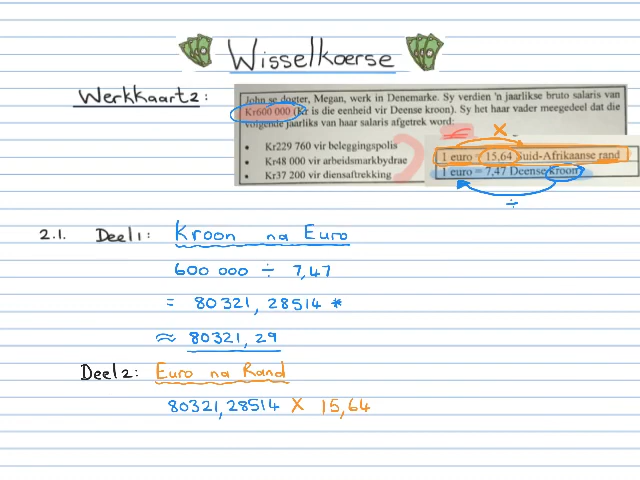 Wisselkoerse
Werkkaart 2:
John se dogter, Megan, werk in Denemarke. Sy verdien 'n jaarlikse bruto salaris van
Kr600 000 (Kr is die eenheid vir Deense kroon). Sy het haar vader meegedeel dat die
volgende jaarliks van haar salaris afgetrek word:
• Kr229 760 vir beleggingspolis
• Kr48 000 vir arbeidsmarkbydrae
• Kr37 200 vir diensaftrekking
€ X
1 euro = 15,64 Suid-Afrikaanse rand
1 euro = 7,47 Deense kroon
÷
2.1. Deel 1: Kroon na Euro
600 000 ÷ 7,47
= 80321, 28514 *
≈ 80321, 29
Deel 2: Euro na Rand
80321,28514 X 15,64